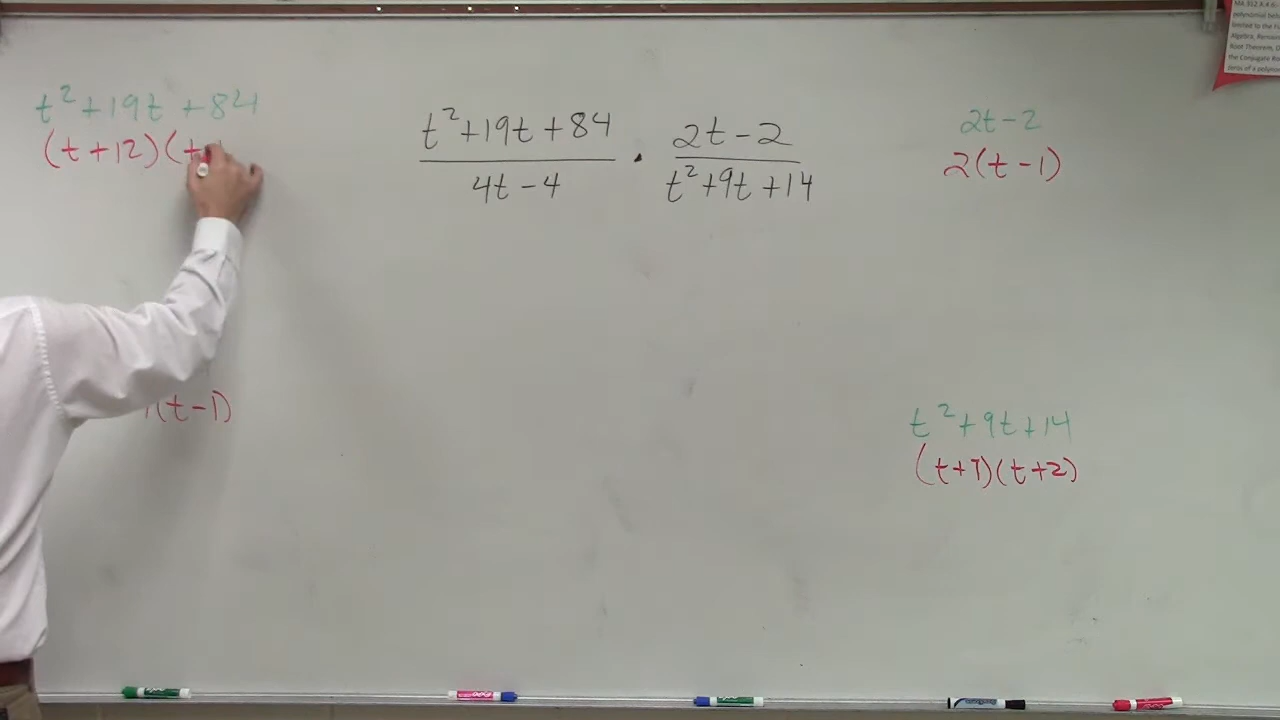 t²+19t+84
(t+12)(t+
t²+19t+84
4t-4
·
2t-2
t²+9t+14
2t-2
2(t-1)
(t-1)
t²+9t+14
(t+7)(t+2)